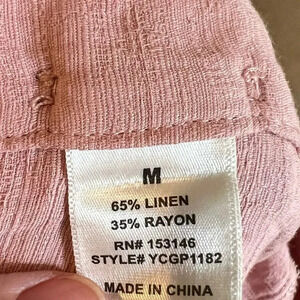 M
65% LINEN
35% RAYON
RN# 153146
STYLE# YCGP1182
MADE IN CHINA